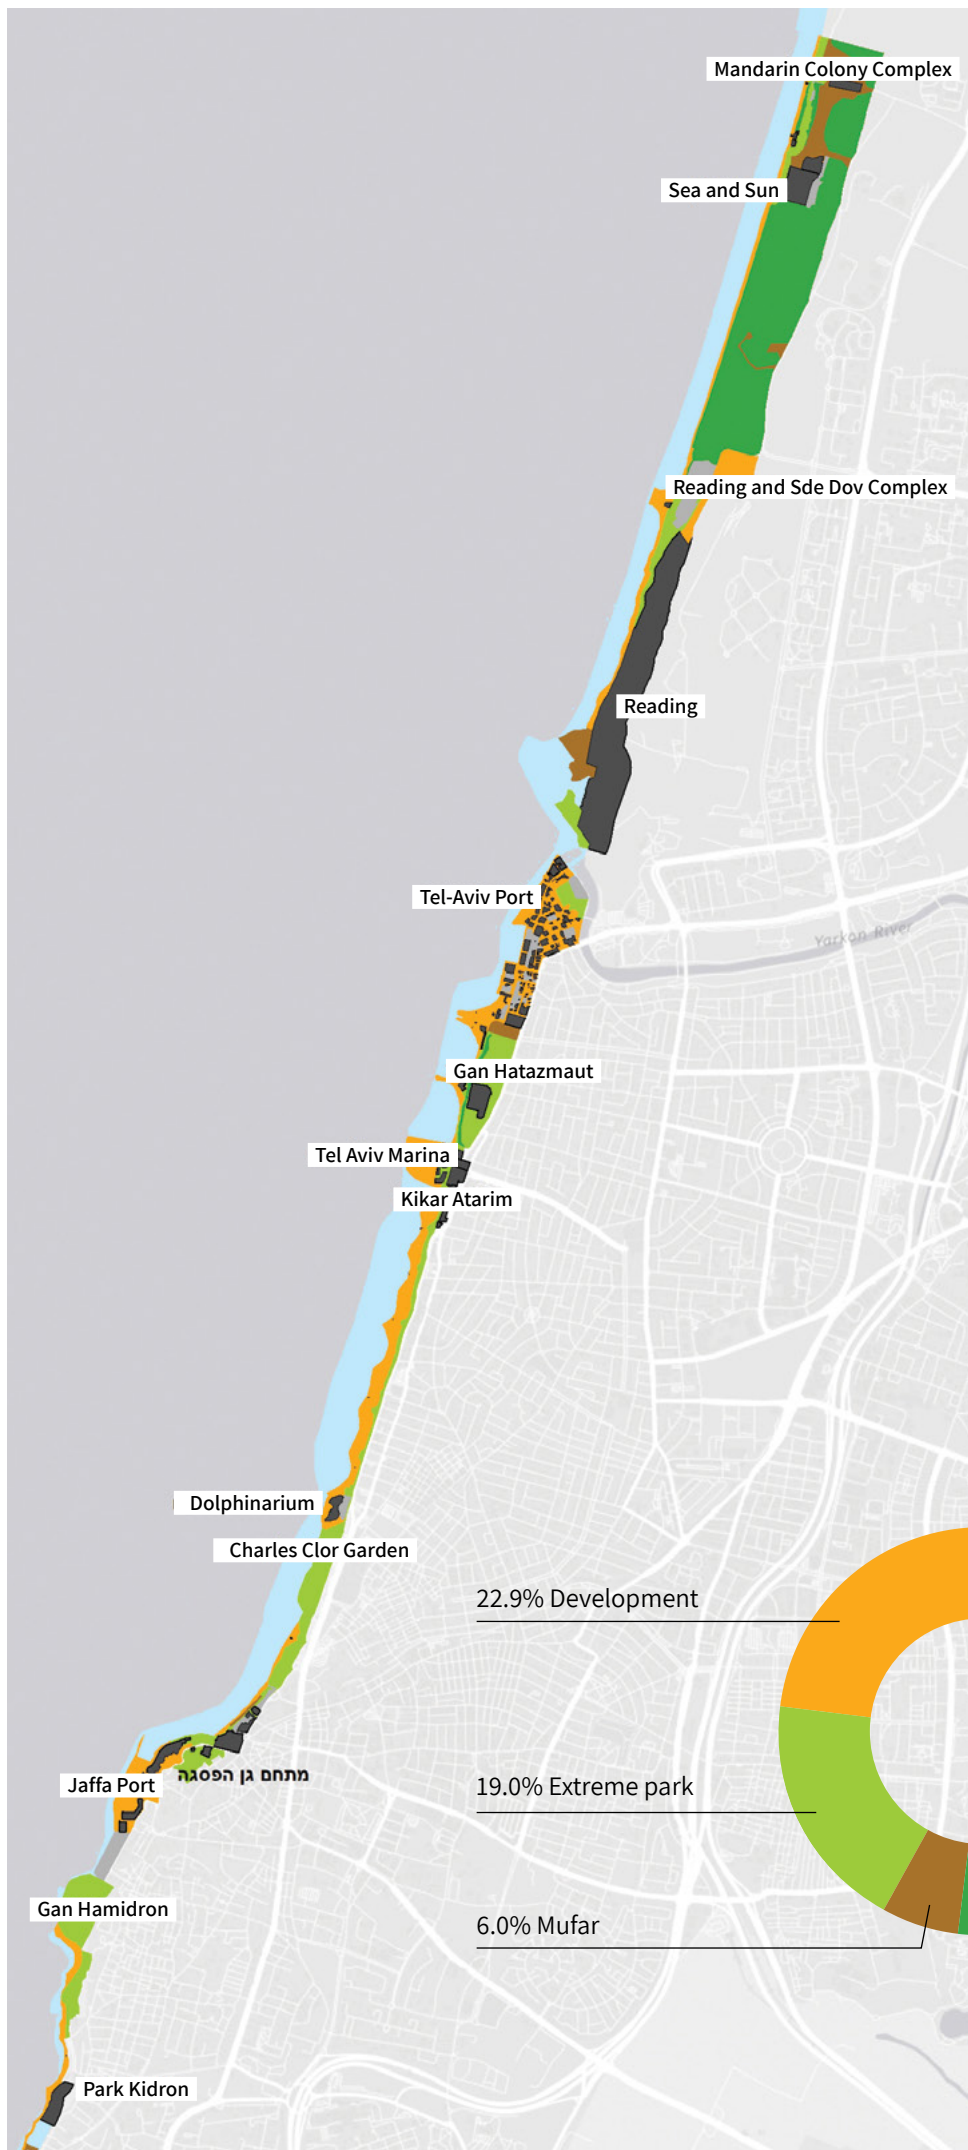 Mandarin Colony Complex
Sea and Sun
Reading and Sde Dov Complex
Reading
Tel-Aviv Port
Yarkon River
Gan Hatazmaut
Tel Aviv Marina
Kikar Atarim
Dolphinarium
Charles Clor Garden
22.9% Development
מתחם גן הפסגה
Jaffa Port
19.0% Extreme park
Gan Hamidron
6.0% Mufar
Park Kidron